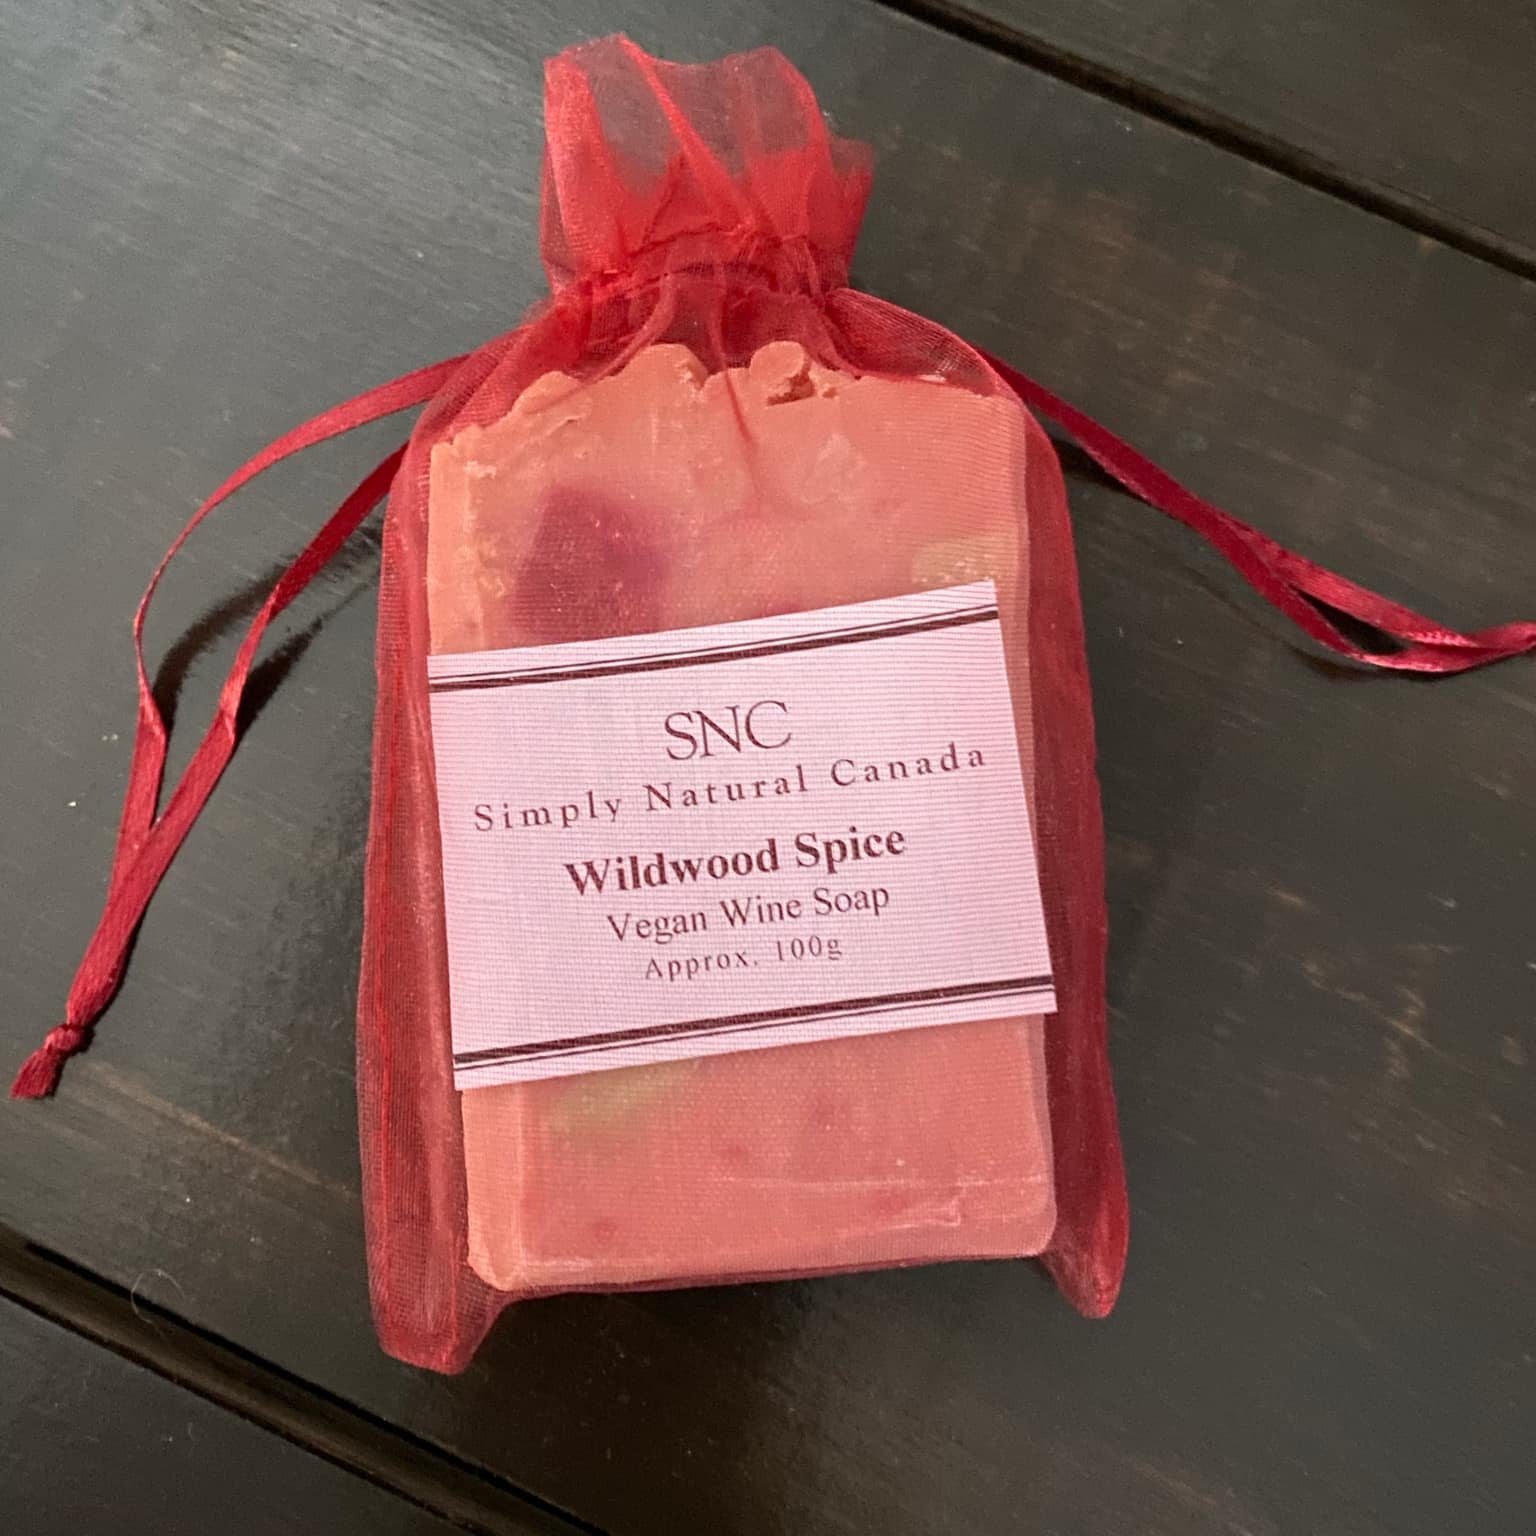 SNC
Simply Natural Canada
Wildwood Spice
Vegan Wine Soap
Approx. 100g